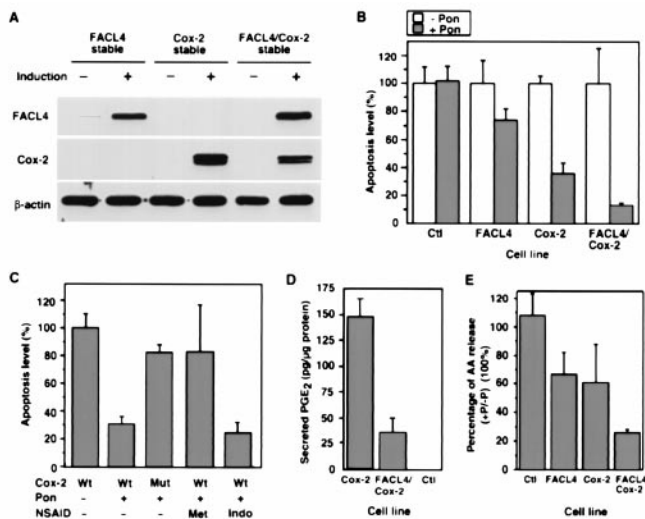 A
FACL4 stable
Cox-2 stable
FACL4/Cox-2 stable
Induction
– + – + – +
FACL4
Cox-2
β-actin
B
- Pon
+ Pon
Apoptosis level (%)
120
100
80
60
40
20
0
Ctl FACL4 Cox-2 FACL4/Cox-2
Cell line
C
Apoptosis level (%)
120
100
80
60
40
20
0
Cox-2 Wt Wt Mut Wt Wt
Pon – + + + +
NSAID – – – Met Indo
D
Secreted PGE2 (pg/µg protein)
175
150
125
100
75
50
25
0
Cox-2 FACL4/Cox-2 Ctl
Cell line
E
Percentage of AA release (+P/-P) (100%)
120
100
80
60
40
20
0
Ctl FACL4 Cox-2 FACL4/Cox-2
Cell line